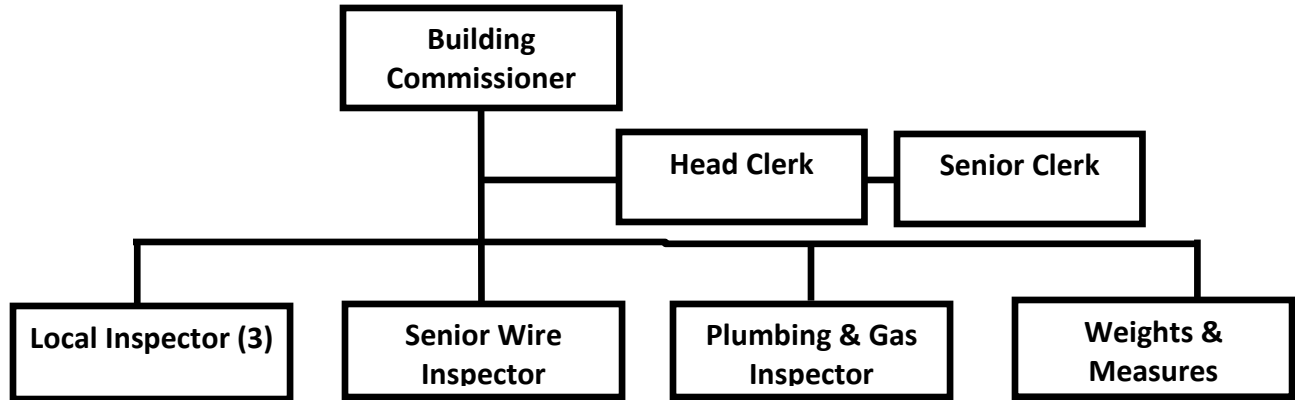 Building
Commissioner
Head Clerk
Senior Clerk
Local Inspector (3)
Senior Wire
Inspector
Plumbing & Gas
Inspector
Weights &
Measures